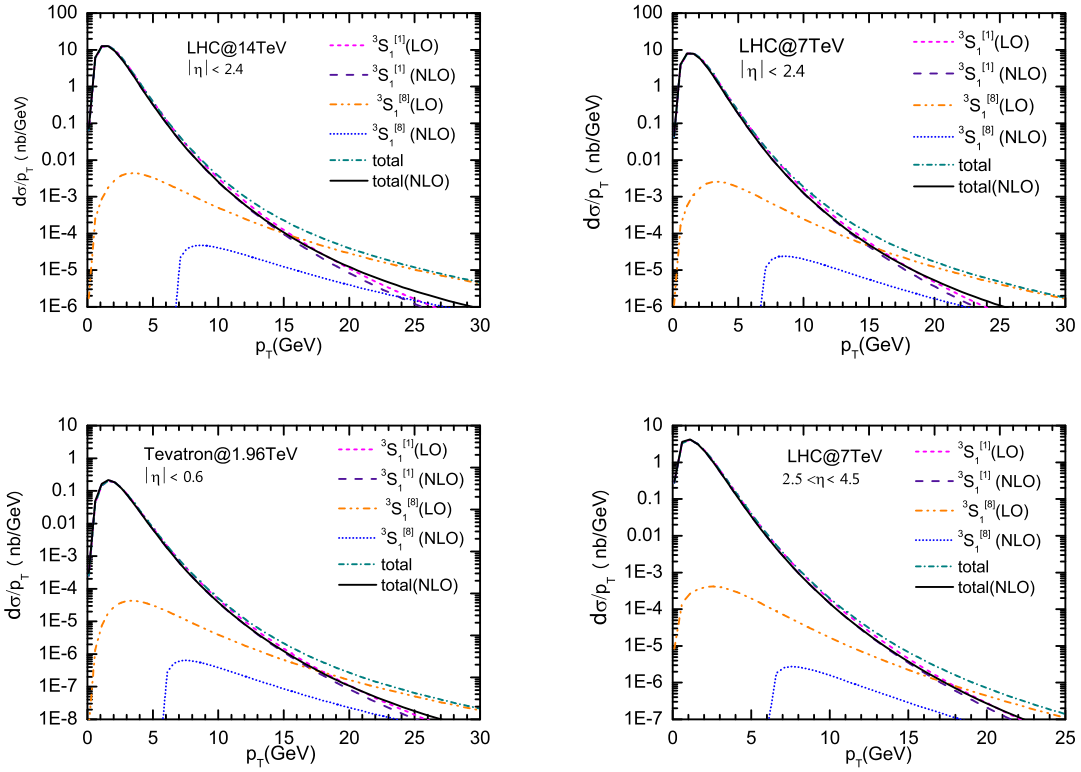 LHC@14TeV
|η| < 2.4
³S₁[1](LO)
³S₁[1] (NLO)
³S₁[8](LO)
³S₁[8] (NLO)
total
total(NLO)
100
10
1
0.1
0.01
1E-3
1E-4
1E-5
1E-6
0 5 10 15 20 25 30
dσ/p_T ( nb/GeV)
p_T(GeV)
LHC@7TeV
|η| < 2.4
³S₁[1](LO)
³S₁[1] (NLO)
³S₁[8](LO)
³S₁[8] (NLO)
total
total(NLO)
100
10
1
0.1
0.01
1E-3
1E-4
1E-5
1E-6
0 5 10 15 20 25 30
dσ/p_T ( nb/GeV)
p_T(GeV)
Tevatron@1.96TeV
|η| < 0.6
³S₁[1](LO)
³S₁[1] (NLO)
³S₁[8](LO)
³S₁[8] (NLO)
total
total(NLO)
10
1
0.1
0.01
1E-3
1E-4
1E-5
1E-6
1E-7
1E-8
0 5 10 15 20 25 30
dσ/p_T ( nb/GeV)
p_T(GeV)
LHC@7TeV
2.5 <η< 4.5
³S₁[1](LO)
³S₁[1] (NLO)
³S₁[8](LO)
³S₁[8] (NLO)
total
total(NLO)
10
1
0.1
0.01
1E-3
1E-4
1E-5
1E-6
1E-7
0 5 10 15 20 25
dσ/p_T ( nb/GeV)
p_T(GeV)